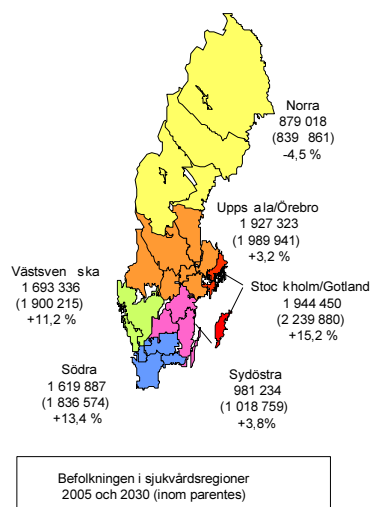 Norra
879 018
(839 861)
-4,5 %
Upps ala/Örebro
1 927 323
(1 989 941)
+3,2 %
Västsven ska
1 693 336
(1 900 215)
+11,2 %
Stoc kholm/Gotland
1 944 450
(2 239 880)
+15,2 %
Södra
1 619 887
(1 836 574)
+13,4 %
Sydöstra
981 234
(1 018 759)
+3,8%
Befolkningen i sjukvårdsregioner
2005 och 2030 (inom parentes)